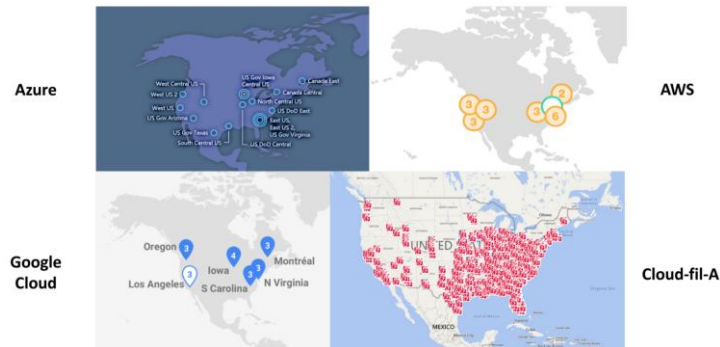 Azure
West Central US
West US 2
West US
US Gov Arizona
US Gov Texas
South Central US
US Gov Iowa
Central US
Canada East
Canada Central
North Central US
US DoD East
East US,
East US 2,
US Gov Virginia
US DoD Central
AWS
3
3
3
2
3
6
Google
Cloud
Oregon
3
Los Angeles
3
Iowa
4
S Carolina
3
3
N Virginia
3
Montréal
Cloud-fil-A
UNITED STAT
Ottawa
MEXICO